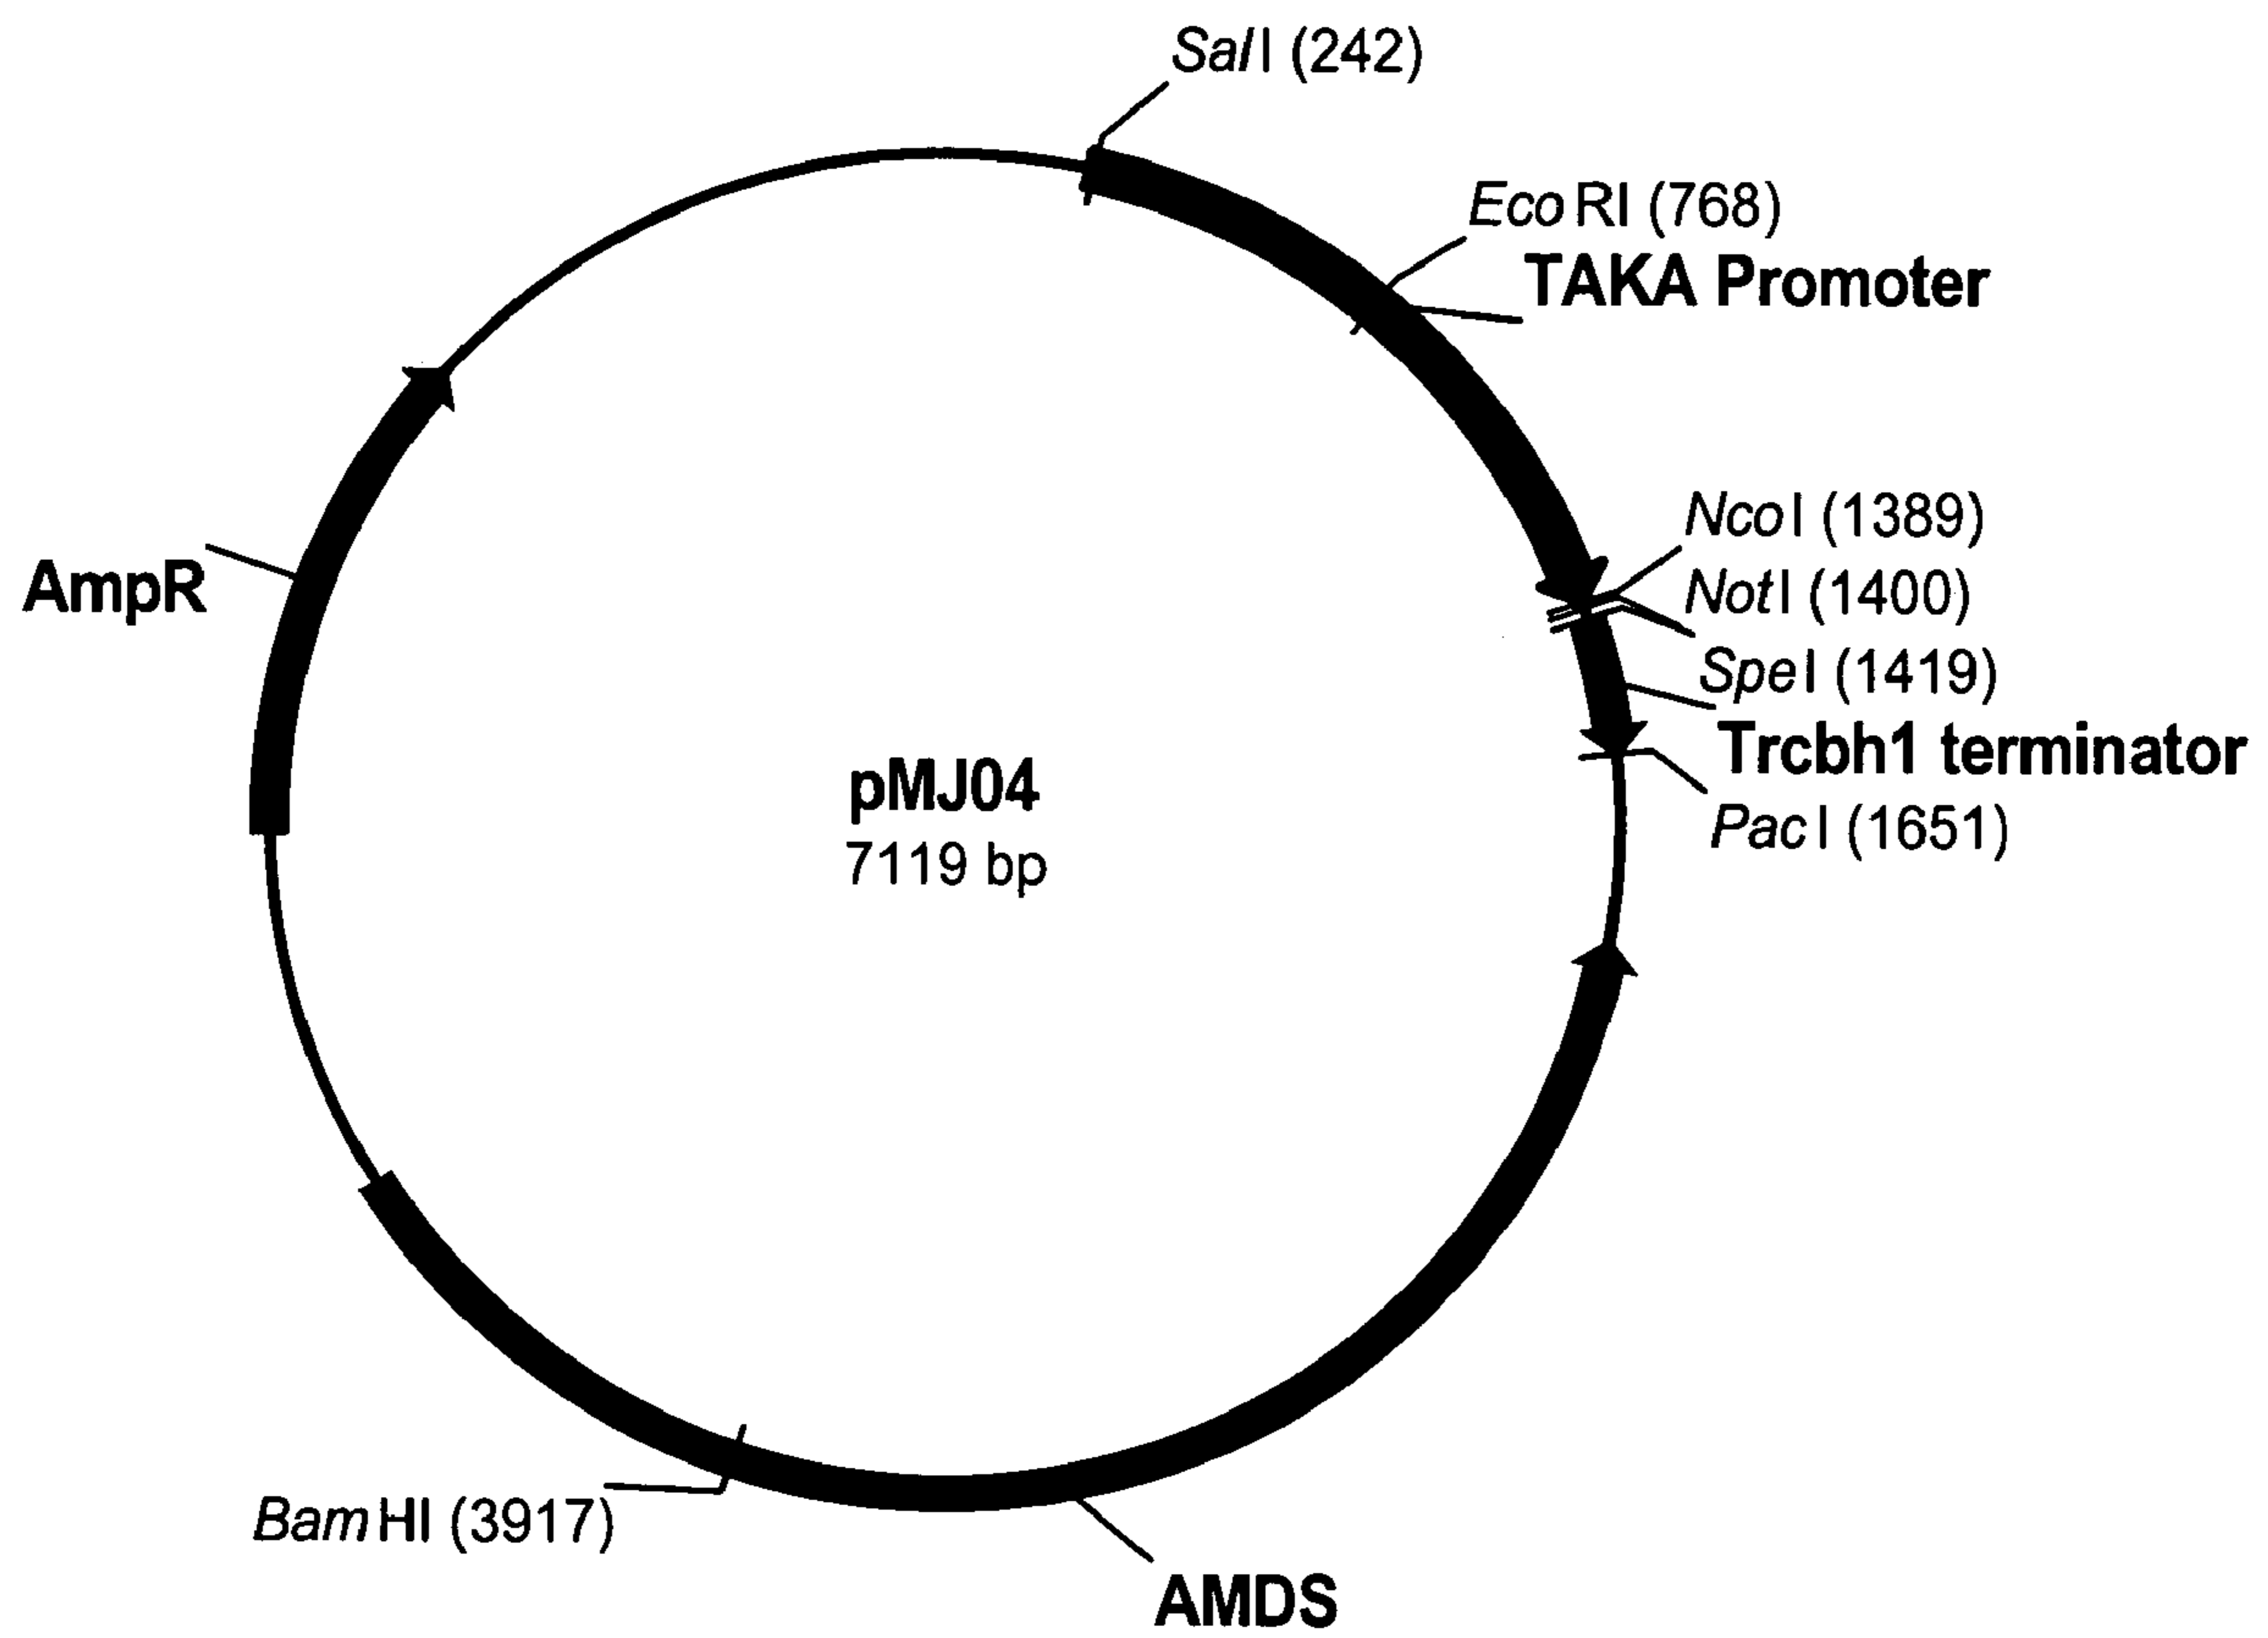 SalI (242)
EcoRI (768)
TAKA Promoter
NcoI (1389)
NotI (1400)
SpeI (1419)
Trcbh1 terminator
PacI (1651)
AmpR
pMJ04
7119 bp
BamHI (3917)
AMDS